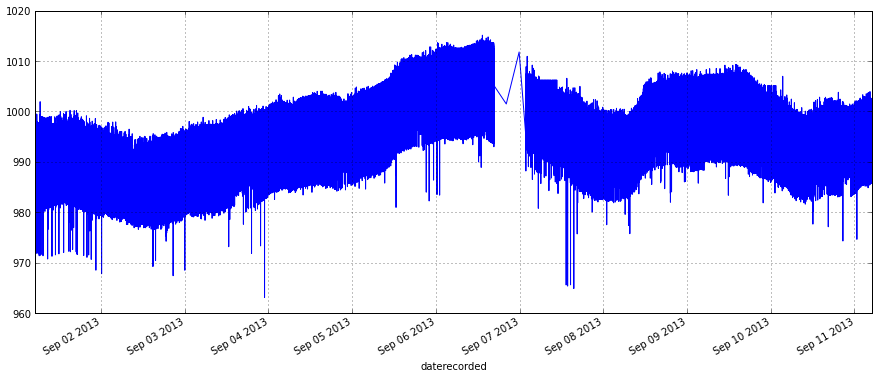 1020
1010
1000
990
980
970
960
Sep 02 2013
Sep 03 2013
Sep 04 2013
Sep 05 2013
Sep 06 2013
Sep 07 2013
Sep 08 2013
Sep 09 2013
Sep 10 2013
Sep 11 2013
daterecorded